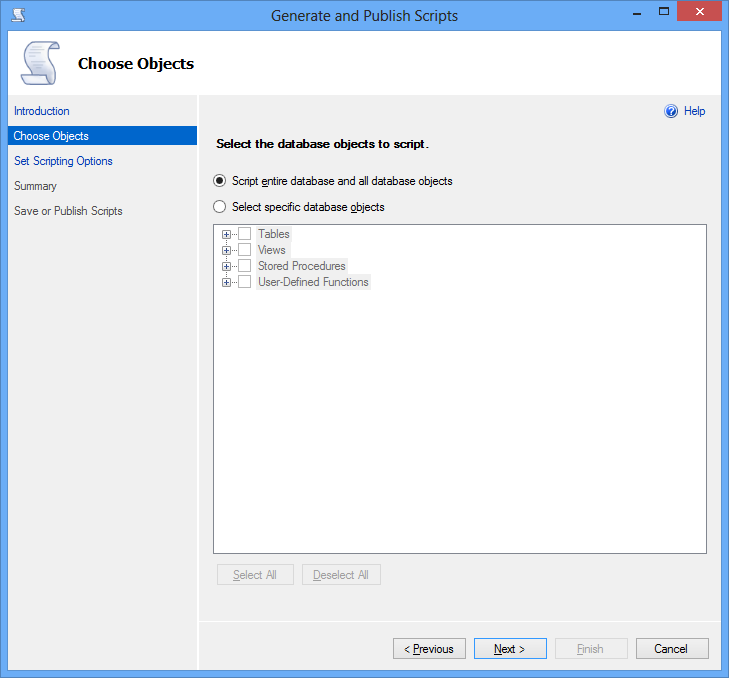 Generate and Publish Scripts
Choose Objects
Introduction
Choose Objects
Set Scripting Options
Summary
Save or Publish Scripts
Help
Select the database objects to script.
Script entire database and all database objects
Select specific database objects
Tables
Views
Stored Procedures
User-Defined Functions
Select All
Deselect All
< Previous
Next >
Finish
Cancel